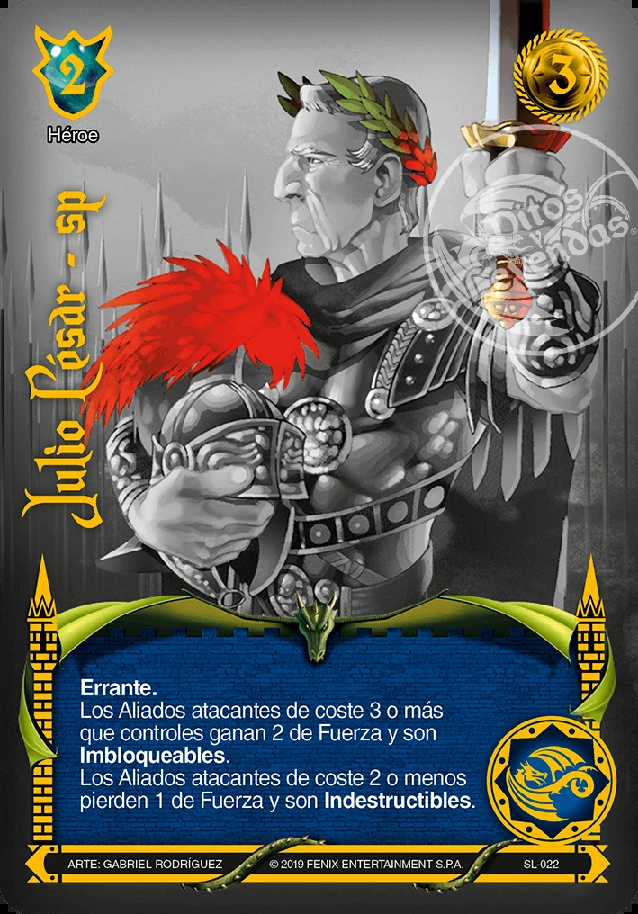 2
3
Héroe
Mitos
y
Leyendas
®
Julio César - sp
Errante.
Los Aliados atacantes de coste 3 o más
que controles ganan 2 de Fuerza y son
Imbloqueables.
Los Aliados atacantes de coste 2 o menos
pierden 1 de Fuerza y son Indestructibles.
ARTE: GABRIEL RODRÍGUEZ © 2019 FENIX ENTERTAINMENT S.P.A. SL 022